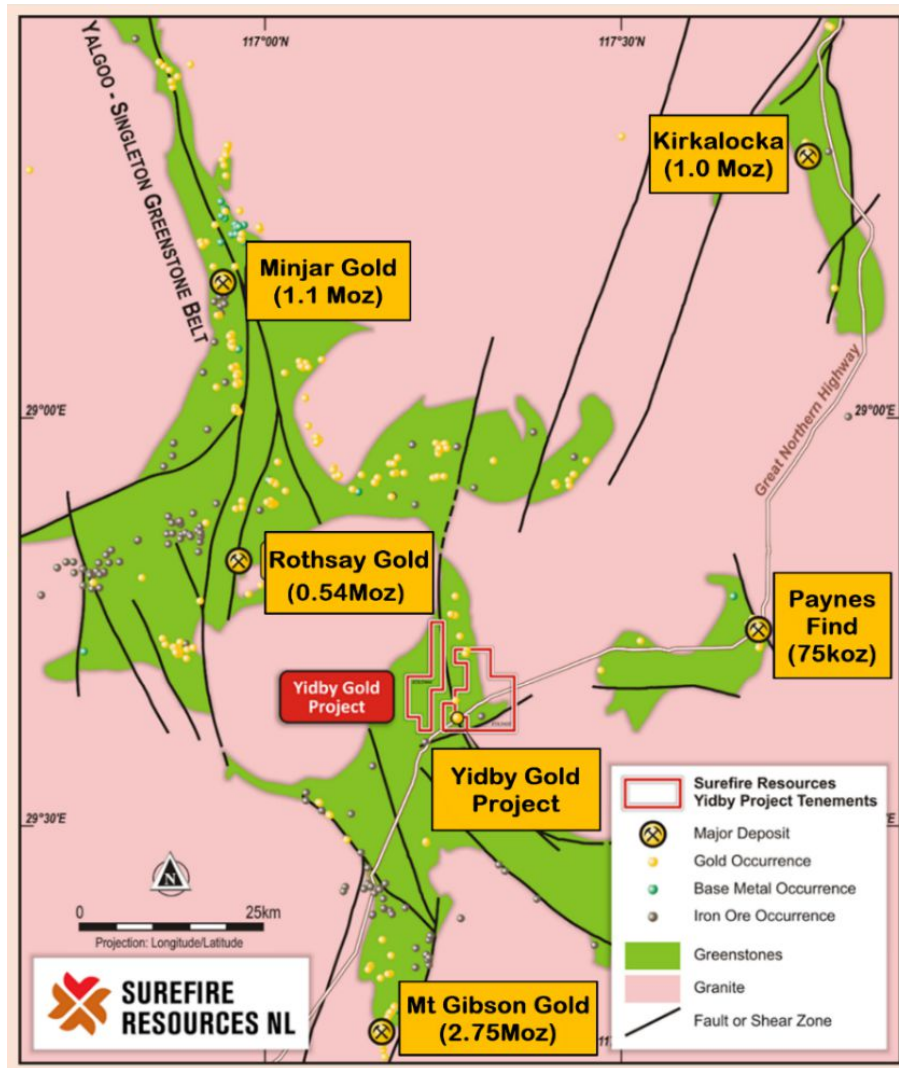 117°00'N
117°30'N
YALGOO - SINGLETON GREENSTONE BELT
Kirkalocka
(1.0 Moz)
Minjar Gold
(1.1 Moz)
Great Northern Highway
29°00'E
29°00'E
Rothsay Gold
(0.54Moz)
Paynes
Find
(75koz)
Yidby Gold
Project
Yidby Gold
Project
29°30'E
Surefire Resources
Yidby Project Tenements
Major Deposit
Gold Occurrence
Base Metal Occurrence
Iron Ore Occurrence
Greenstones
Granite
Fault or Shear Zone
N
0
25km
Projection: Longitude/Latitude
SUREFIRE
RESOURCES NL
Mt Gibson Gold
(2.75Moz)